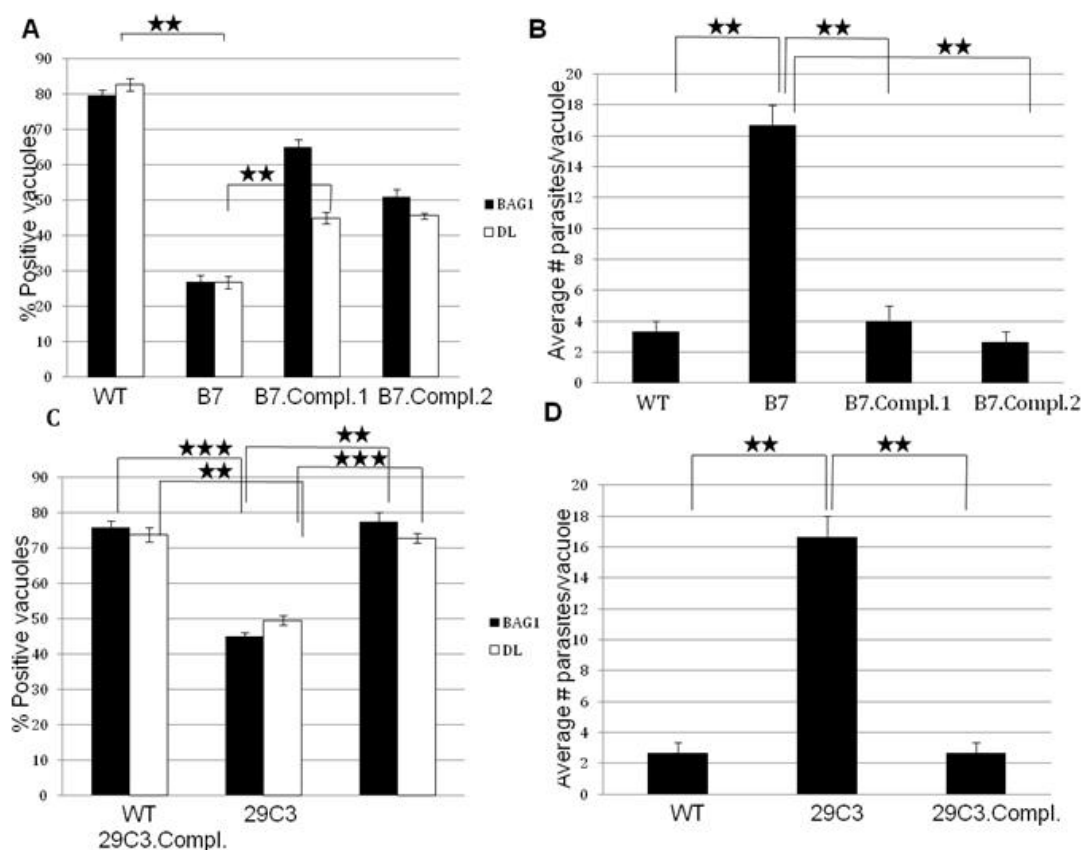 A
★★
% Positive vacuoles
90
80
70
60
50
40
30
20
10
0
★★
BAG1
DL
WT B7 B7.Compl.1 B7.Compl.2
B
★★ ★★
★★
Average # parasites/vacuole
20
18
16
14
12
10
8
6
4
2
0
WT B7 B7.Compl.1 B7.Compl.2
C
★★★ ★★
★★ ★★★
% Positive vacuoles
90
80
70
60
50
40
30
20
10
0
BAG1
DL
WT 29C3
29C3.Compl.
D
★★ ★★
Average # parasites/vacuole
20
18
16
14
12
10
8
6
4
2
0
WT 29C3 29C3.Compl.